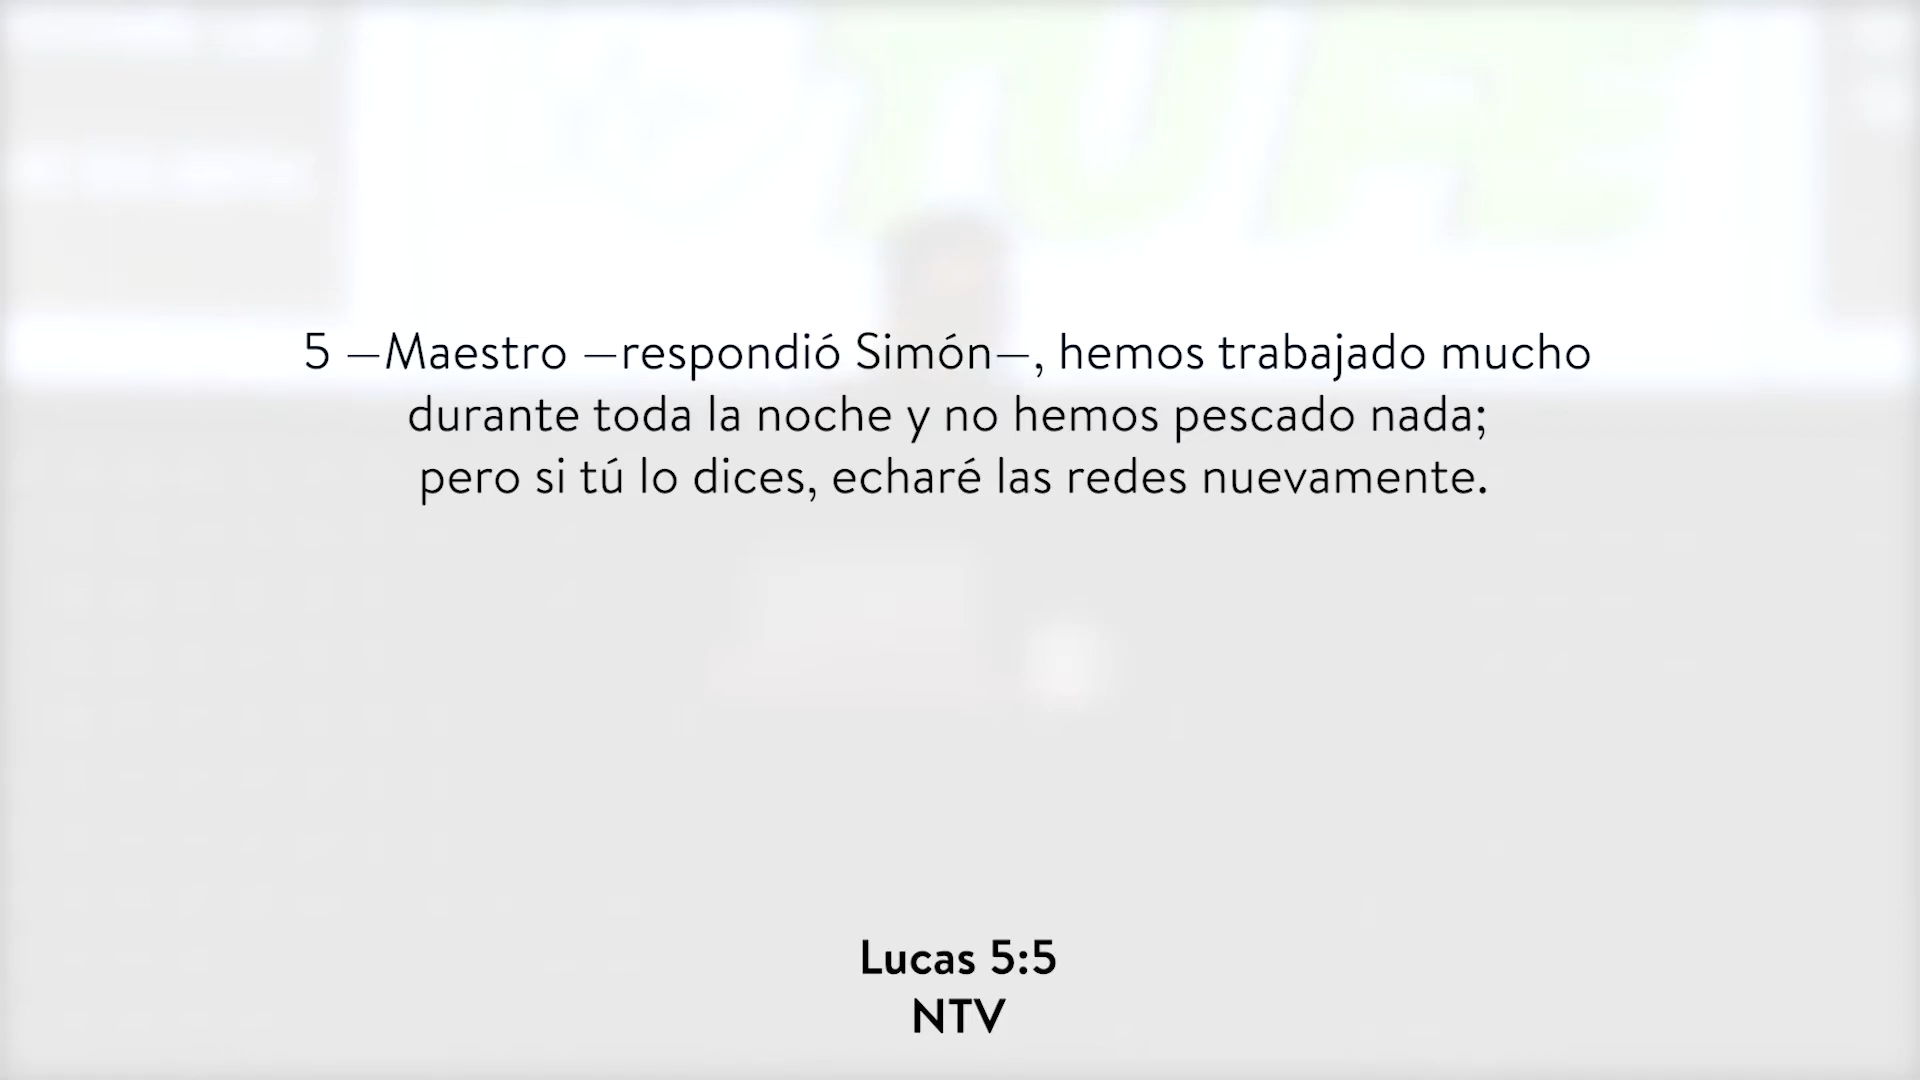 5 —Maestro —respondió Simón—, hemos trabajado mucho
durante toda la noche y no hemos pescado nada;
pero si tú lo dices, echaré las redes nuevamente.
Lucas 5:5
NTV